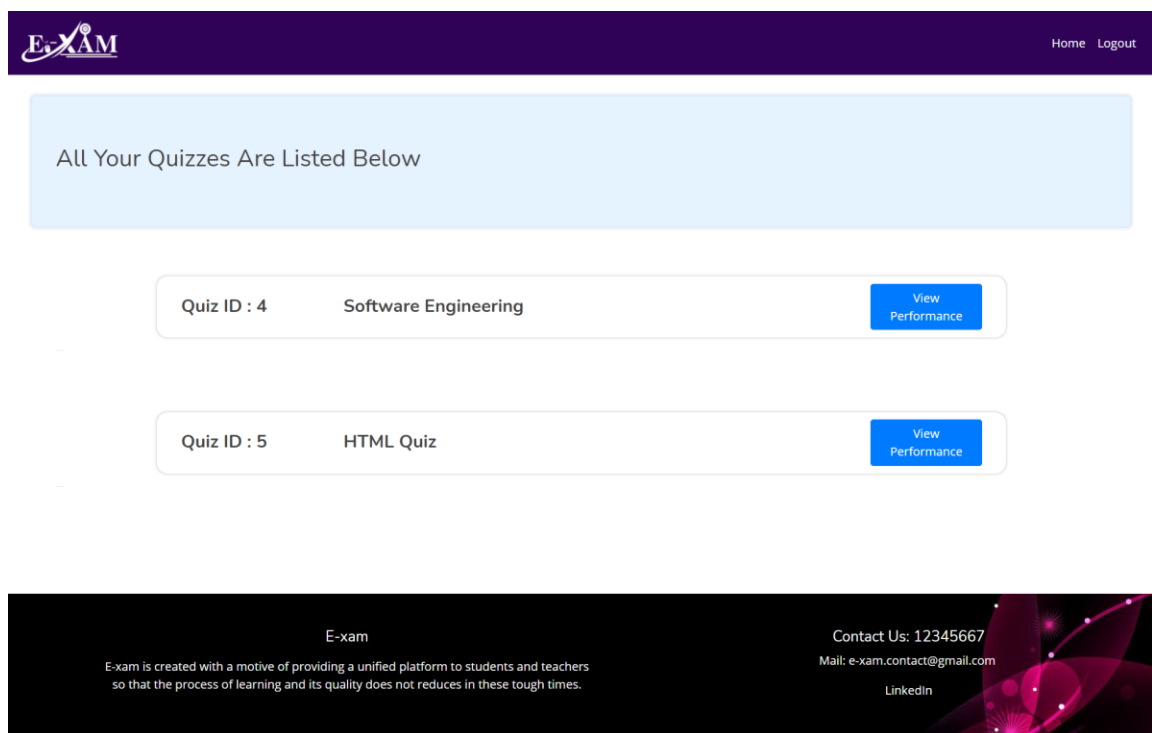 E-XAM
Home Logout
All Your Quizzes Are Listed Below
Quiz ID : 4 Software Engineering View
Performance
Quiz ID : 5 HTML Quiz View
Performance
E-xam
E-xam is created with a motive of providing a unified platform to students and teachers
so that the process of learning and its quality does not reduces in these tough times.
Contact Us: 12345667
Mail: e-xam.contact@gmail.com
LinkedIn